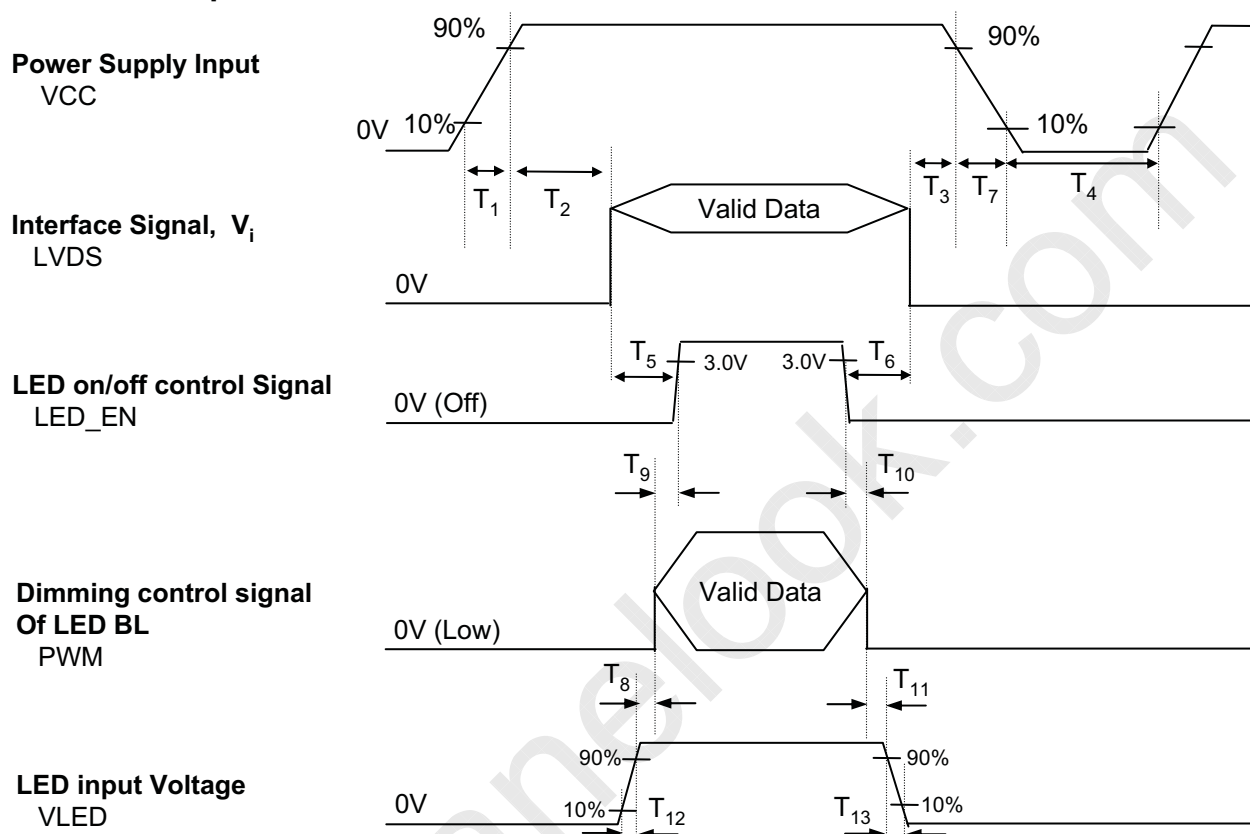 90%
90%
Power Supply Input
VCC
0V
10%
10%
T1
T2
T3
T7
T4
Interface Signal, Vi
LVDS
Valid Data
0V
T5
3.0V
3.0V
T6
LED on/off control Signal
LED_EN
0V (Off)
T9
T10
Dimming control signal
Of LED BL
PWM
Valid Data
0V (Low)
T8
T11
LED input Voltage
VLED
90%
90%
0V
10%
T12
T13
10%